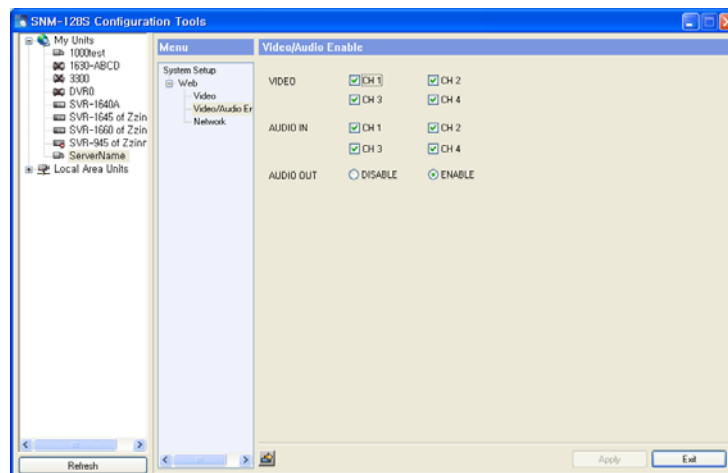 SNM-128S Configuration Tools
My Units
1000test
1630-ABCD
3300
DVR0
SVR-1640A
SVR-1645 of Zzin
SVR-1660 of Zzin
SVR-945 of Zzinr
ServerName
Local Area Units
Refresh
Menu
System Setup
Web
Video
Video/Audio Er
Network
Video/Audio Enable
VIDEO CH 1 CH 2
CH 3 CH 4
AUDIO IN CH 1 CH 2
CH 3 CH 4
AUDIO OUT DISABLE ENABLE
Apply Exit